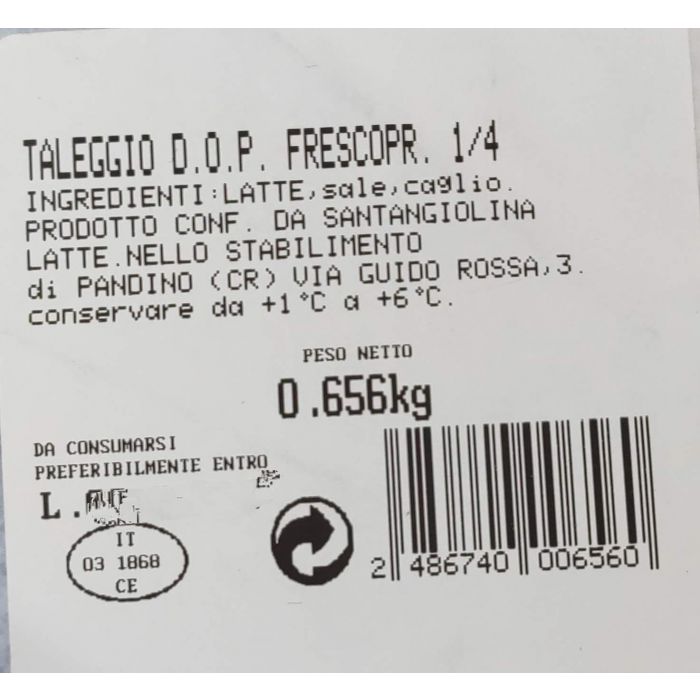 TALEGGIO D.O.P. FRESCOPR. 1/4
INGREDIENTI:LATTE,sale,caglio.
PRODOTTO CONF. DA SANTANGIOLINA
LATTE.NELLO STABILIMENTO
di PANDINO (CR) VIA GUIDO ROSSA,3.
conservare da +1°C a +6°C.
PESO NETTO
0.656kg
DA CONSUMARSI
PREFERIBILMENTE ENTRO
L.
IT
03 1868
CE
2 486740 006560